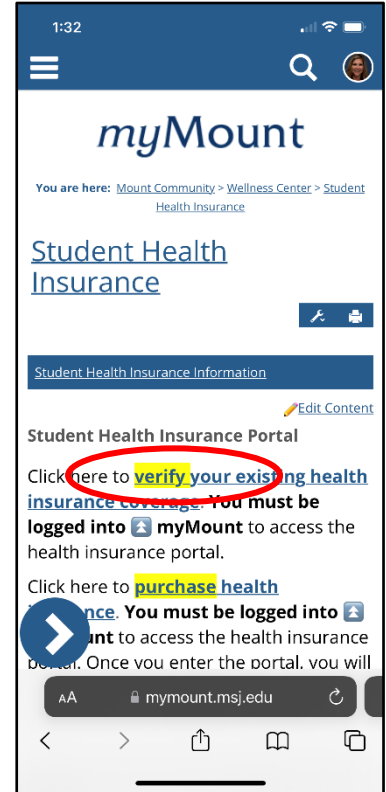 1:32
myMount
You are here: Mount Community > Wellness Center > Student
Health Insurance
Student Health
Insurance
Student Health Insurance Information
Edit Content
Student Health Insurance Portal
Click here to verify your existing health
insurance coverage. You must be
logged into myMount to access the
health insurance portal.
Click here to purchase health
You must be logged into
to access the health insurance
portal. Once you enter the portal, you will
AA mymount.msj.edu